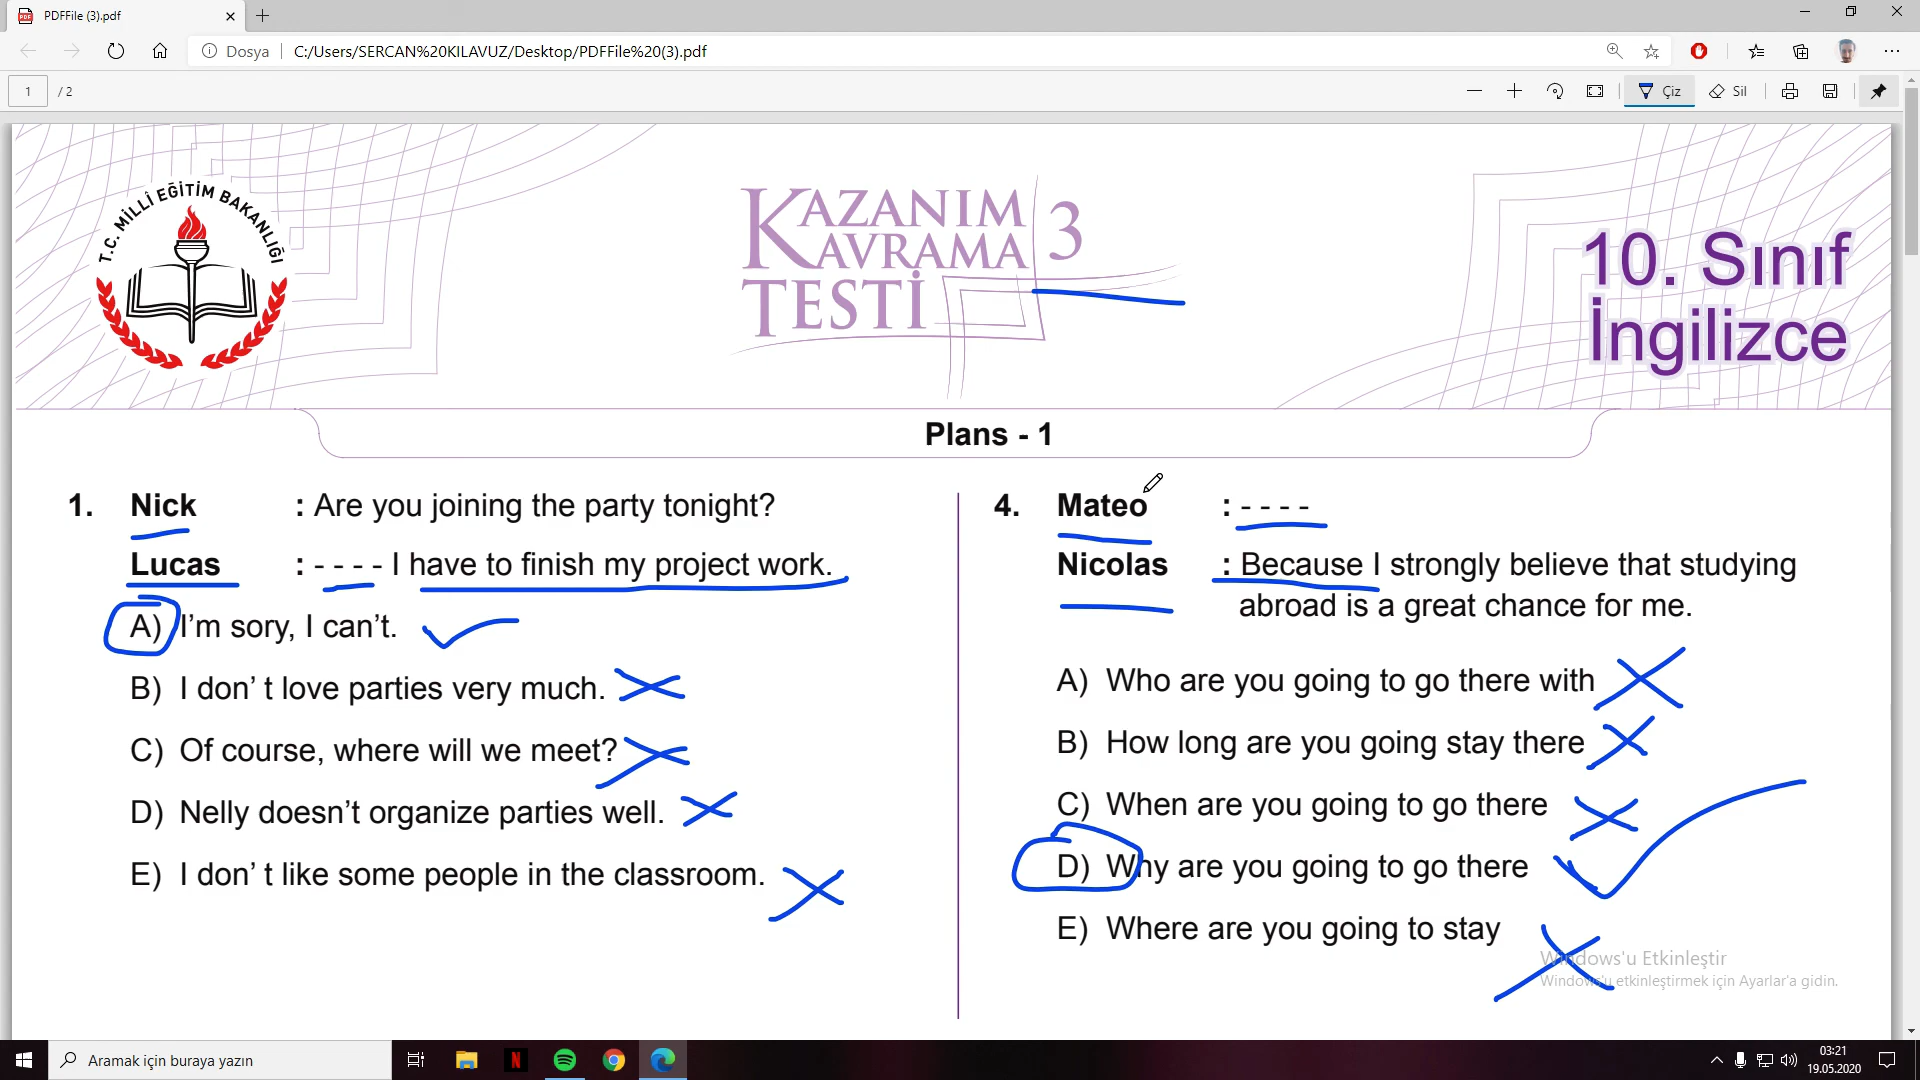 PDFFile (3).pdf
Dosya
C:/Users/SERCAN%20KILAVUZ/Desktop/PDFFile%20(3).pdf
1
/ 2
Çiz
Sil
T.C. MİLLÎ EĞİTİM BAKANLIĞI
KAZANIM
KAVRAMA
TESTİ
3
10. Sınıf
İngilizce
Plans - 1
1. Nick : Are you joining the party tonight?
Lucas : - - - - I have to finish my project work.
A) I’m sory, I can’t.
B) I don’ t love parties very much.
C) Of course, where will we meet?
D) Nelly doesn’t organize parties well.
E) I don’ t like some people in the classroom.
4. Mateo : - - - -
Nicolas : Because I strongly believe that studying
abroad is a great chance for me.
A) Who are you going to go there with
B) How long are you going stay there
C) When are you going to go there
D) Why are you going to go there
E) Where are you going to stay
Windows'u Etkinleştir
Windows'u etkinleştirmek için Ayarlar'a gidin.
Aramak için buraya yazın
03:21
19.05.2020